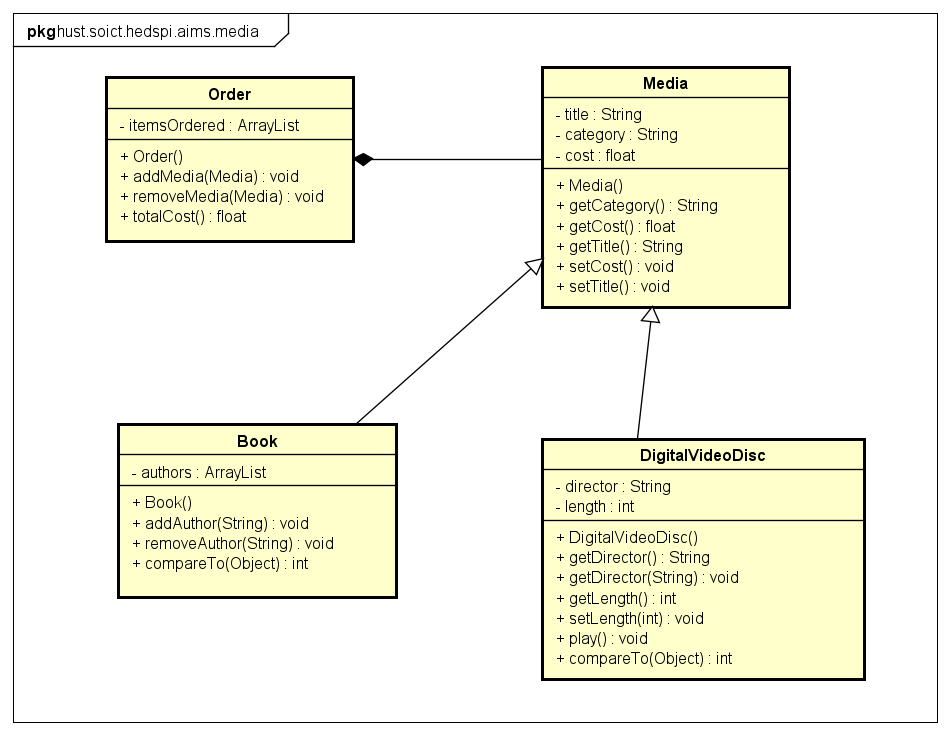 pkg hust.soict.hedspi.aims.media
Order
- itemsOrdered : ArrayList
+ Order()
+ addMedia(Media) : void
+ removeMedia(Media) : void
+ totalCost() : float
Media
- title : String
- category : String
- cost : float
+ Media()
+ getCategory() : String
+ getCost() : float
+ getTitle() : String
+ setCost() : void
+ setTitle() : void
Book
- authors : ArrayList
+ Book()
+ addAuthor(String) : void
+ removeAuthor(String) : void
+ compareTo(Object) : int
DigitalVideoDisc
- director : String
- length : int
+ DigitalVideoDisc()
+ getDirector() : String
+ getDirector(String) : void
+ getLength() : int
+ setLength(int) : void
+ play() : void
+ compareTo(Object) : int